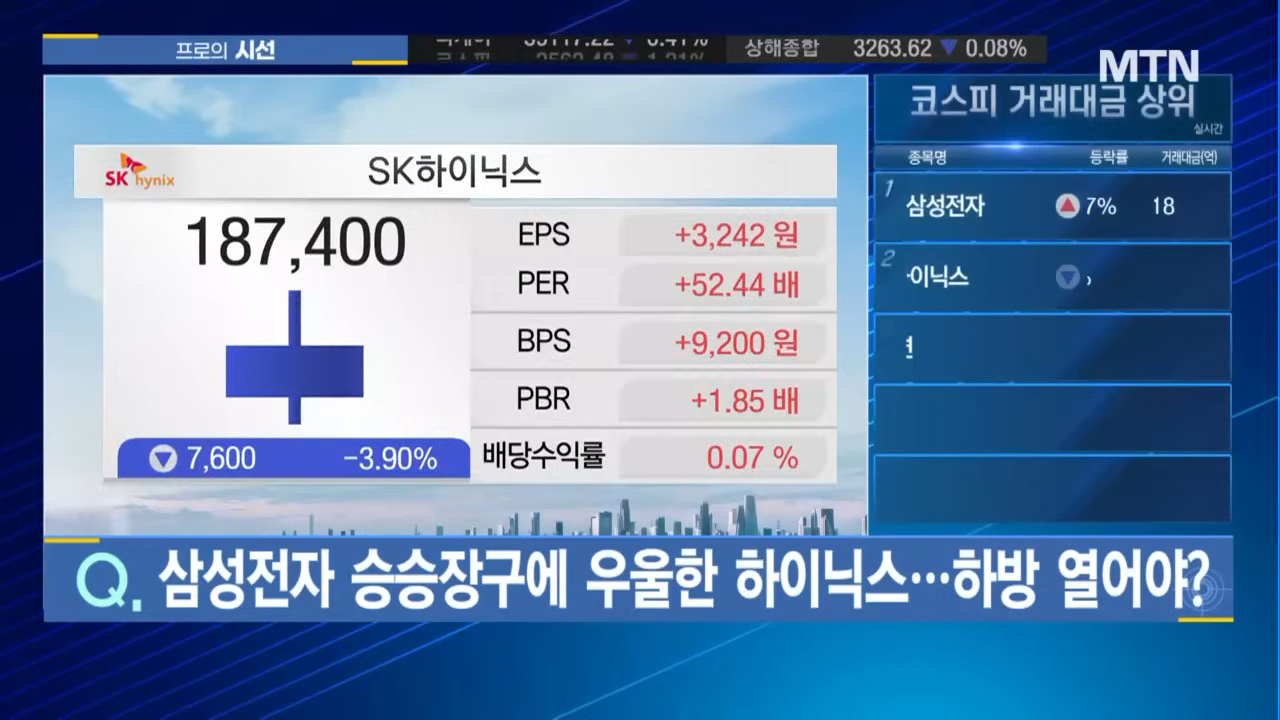 프로의 시선
상해종합 3263.62 ▼ 0.08%
MTN
코스피 거래대금 상위
실시간
종목명 등락률 거래대금(억)
1 삼성전자 ▲ 7% 18
2 이닉스 ▼
SK hynix
SK하이닉스
187,400
▼ 7,600 -3.90%
EPS +3,242 원
PER +52.44 배
BPS +9,200 원
PBR +1.85 배
배당수익률 0.07 %
Q. 삼성전자 승승장구에 우울한 하이닉스…하방 열어야?